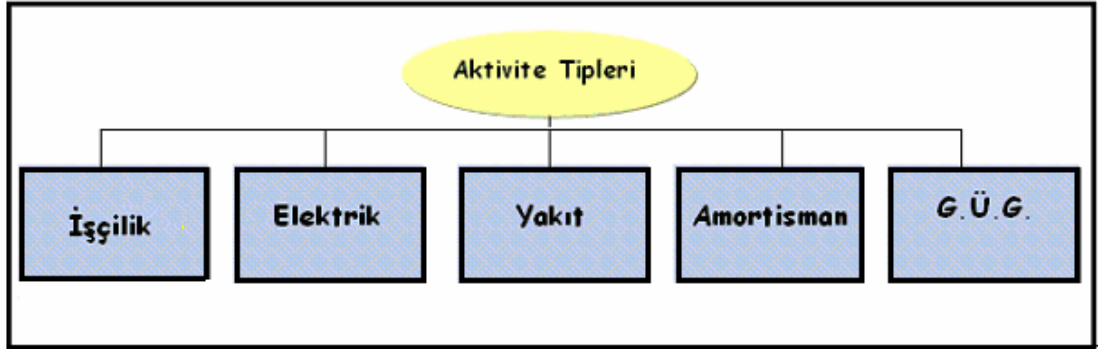 Aktivite Tipleri
İşçilik
Elektrik
Yakıt
Amortisman
G.Ü.G.